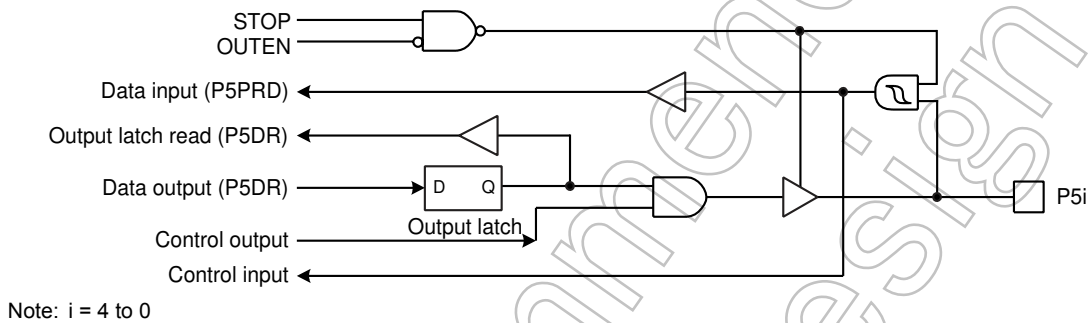 STOP
OUTEN
Data input (P5PRD)
Output latch read (P5DR)
Data output (P5DR)
D Q
P5i
Output latch
Control output
Control input
Note: i = 4 to 0